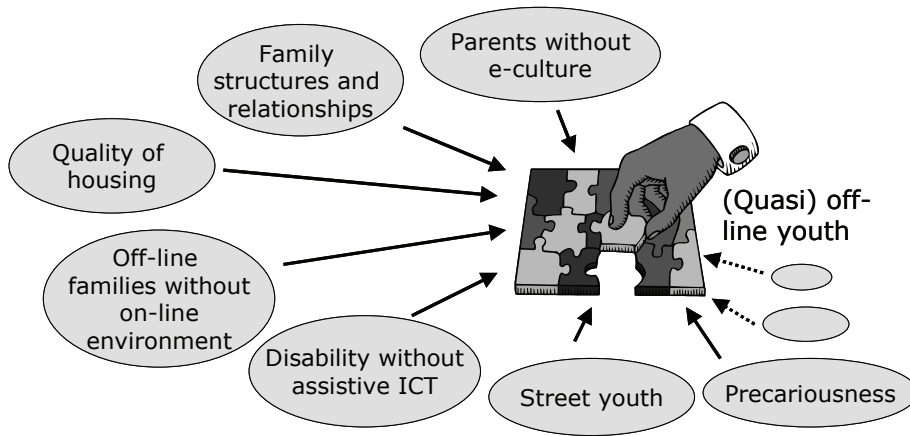 Parents without
e-culture
Family
structures and
relationships
Quality of
housing
(Quasi) off-
line youth
Off-line
families without
on-line
environment
Disability without
assistive ICT
Street youth
Precariousness